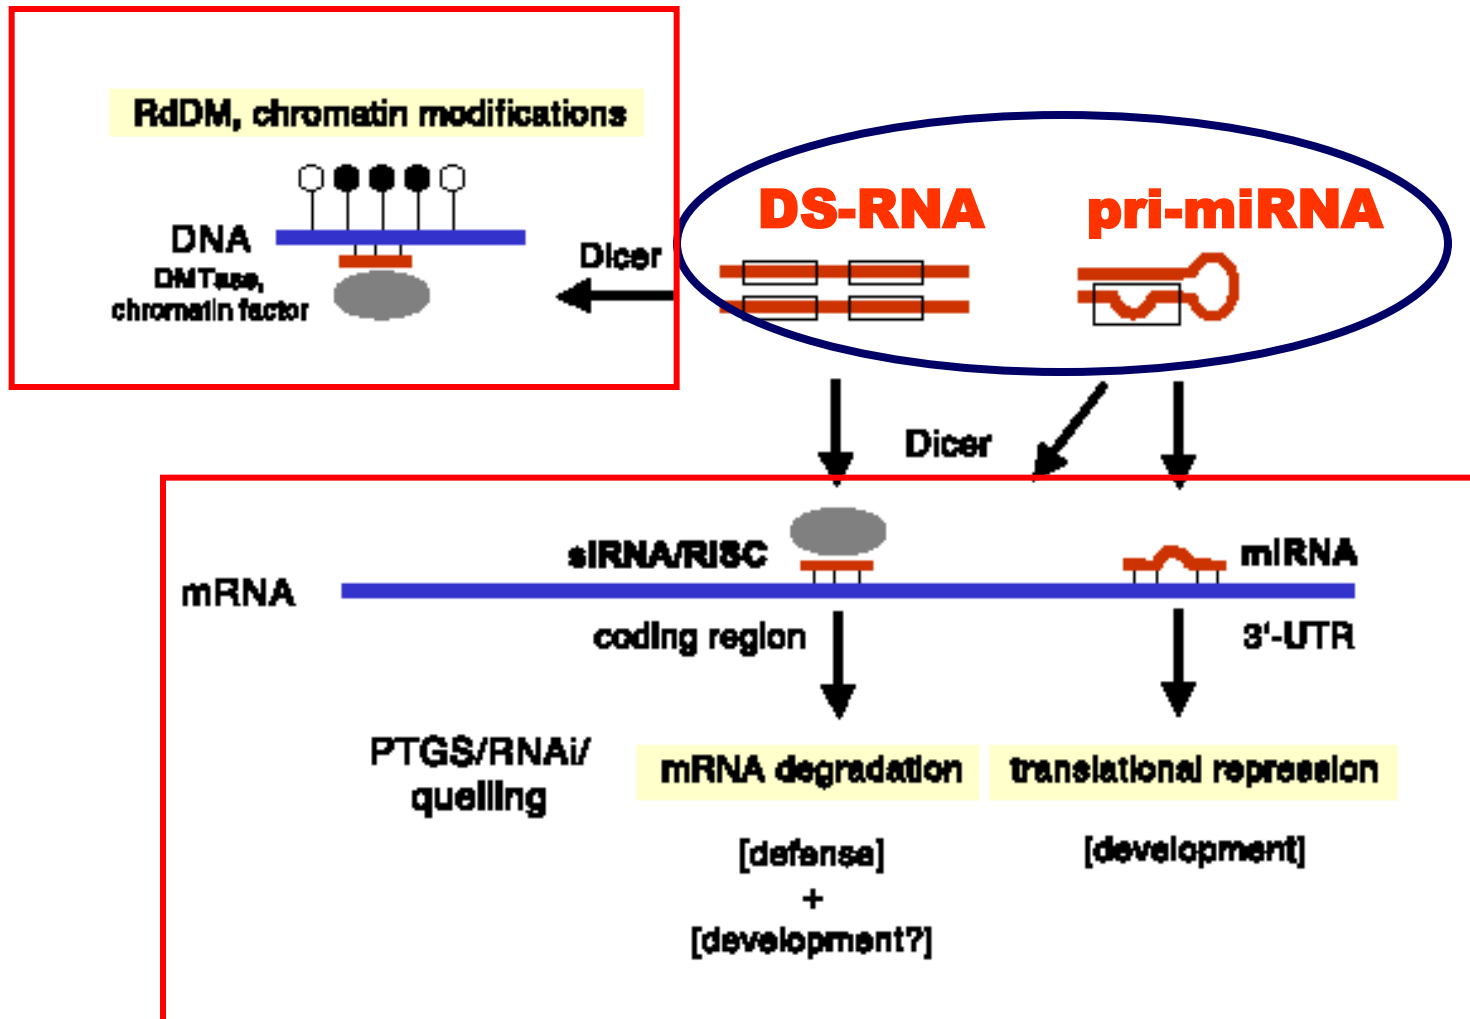 RdDM, chromatin modifications
DS-RNA
pri-miRNA
DNA
DMTase,
chromatin factor
Dicer
Dicer
siRNA/RISC
miRNA
mRNA
coding region
3'-UTR
PTGS/RNAi/
quelling
mRNA degradation
translational repression
[defense]
+
[development?]
[development]